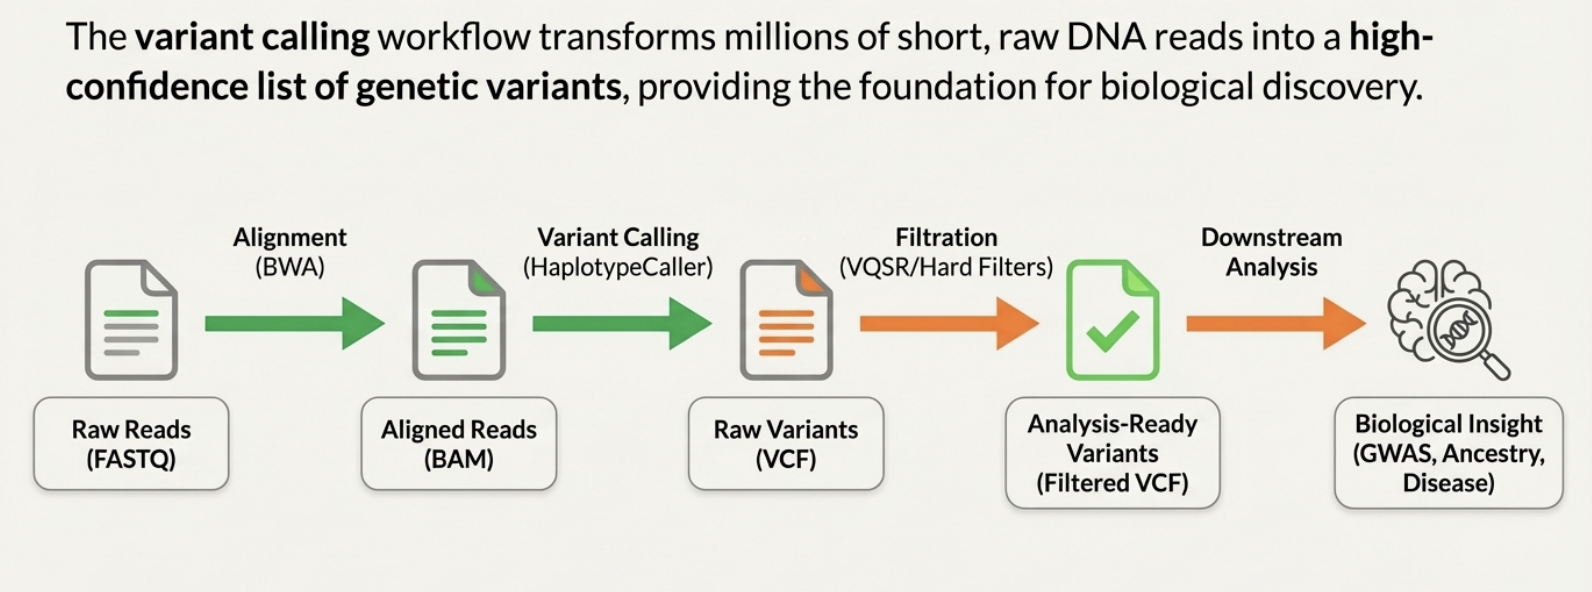 The variant calling workflow transforms millions of short, raw DNA reads into a high-
confidence list of genetic variants, providing the foundation for biological discovery.
Alignment
(BWA)
Variant Calling
(HaplotypeCaller)
Filtration
(VQSR/Hard Filters)
Downstream
Analysis
Raw Reads
(FASTQ)
Aligned Reads
(BAM)
Raw Variants
(VCF)
Analysis-Ready
Variants
(Filtered VCF)
Biological Insight
(GWAS, Ancestry,
Disease)